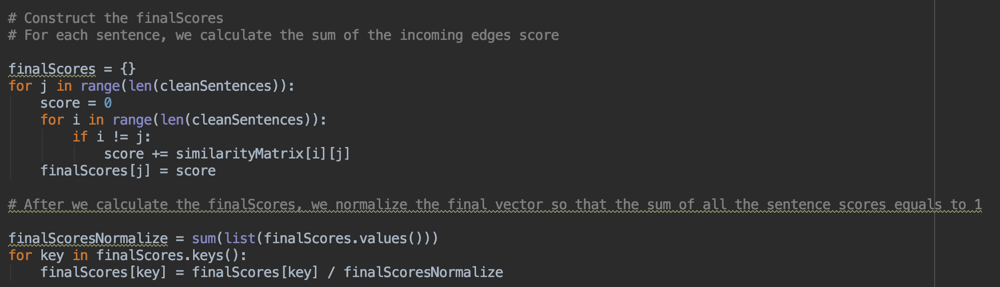 # Construct the finalScores
# For each sentence, we calculate the sum of the incoming edges score
finalScores = {}
for j in range(len(cleanSentences)):
    score = 0
    for i in range(len(cleanSentences)):
        if i != j:
            score += similarityMatrix[i][j]
    finalScores[j] = score
# After we calculate the finalScores, we normalize the final vector so that the sum of all the sentence scores equals to 1
finalScoresNormalize = sum(list(finalScores.values()))
for key in finalScores.keys():
    finalScores[key] = finalScores[key] / finalScoresNormalize